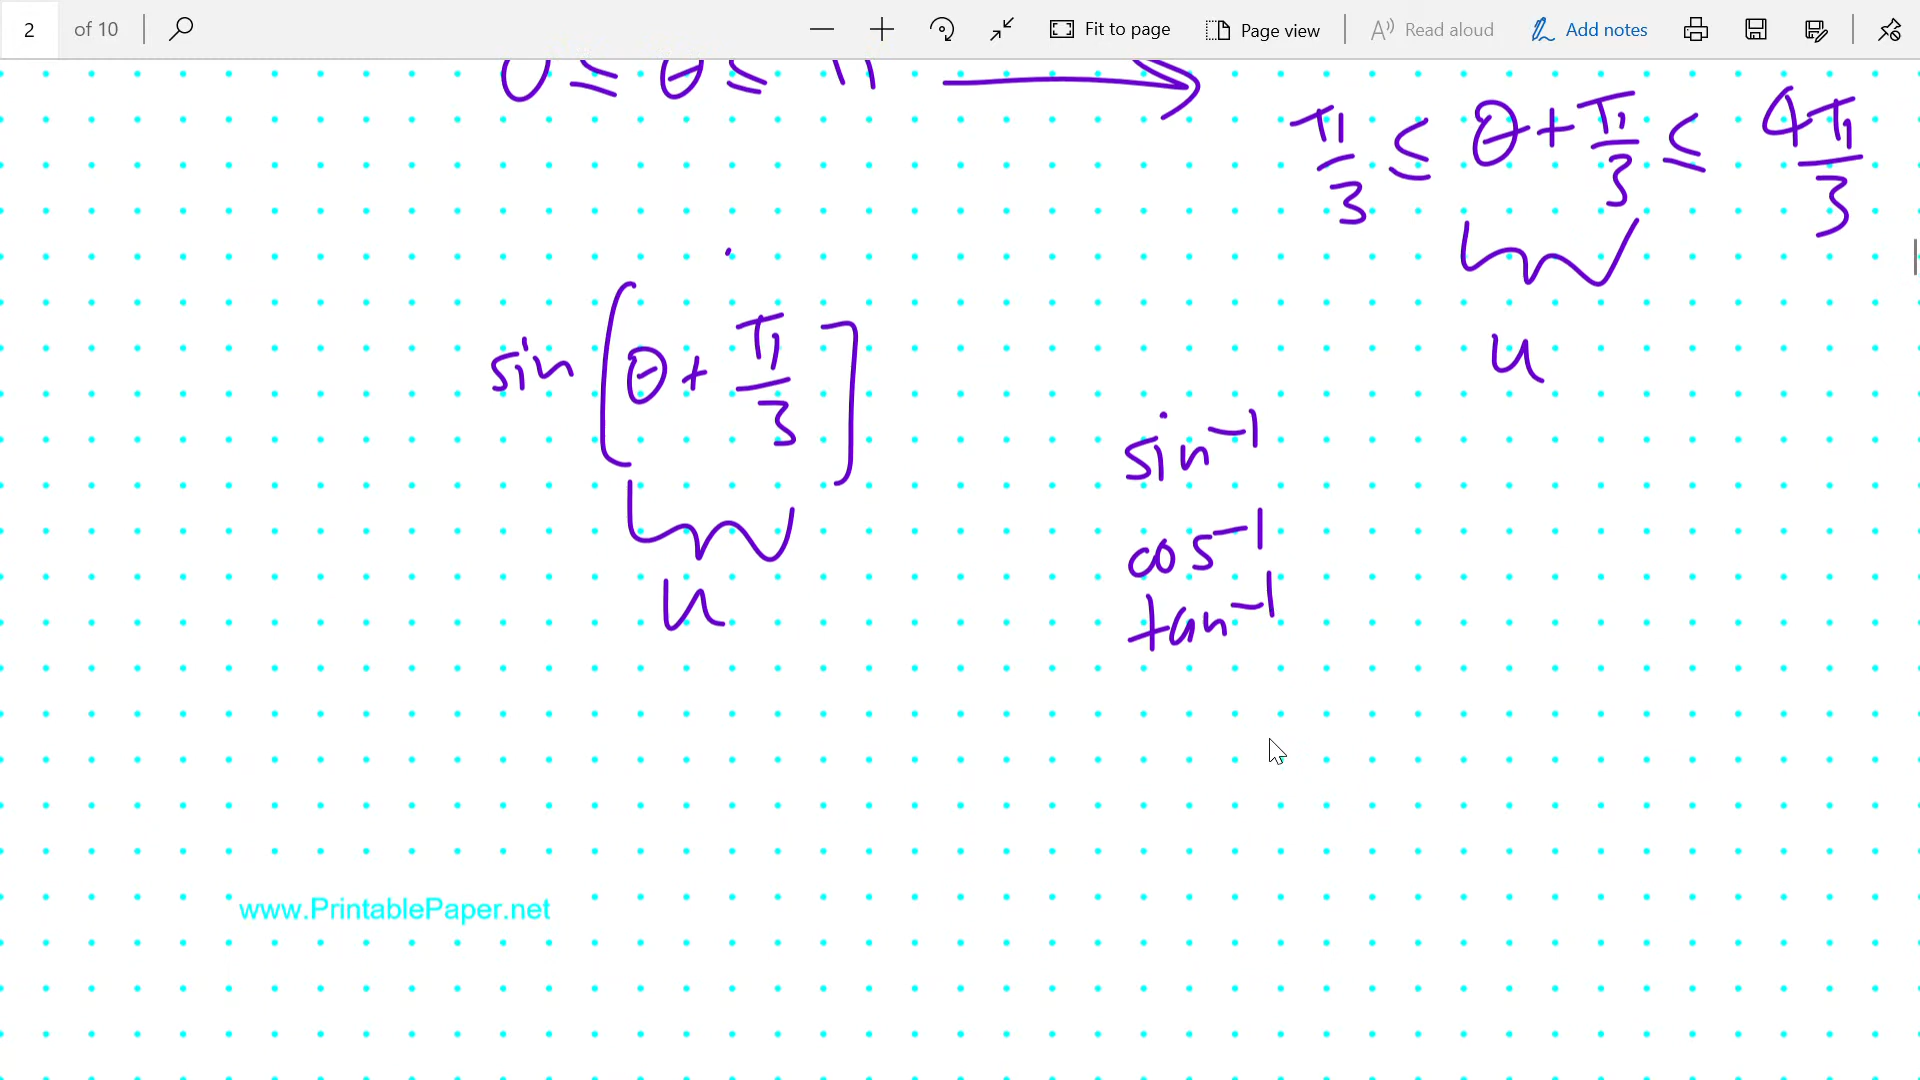 2 of 10 Fit to page Page view Read aloud Add notes
0 ≤ θ ≤ π
π/3 ≤ θ + π/3 ≤ 4π/3
u
sin [θ + π/3]
u
sin⁻¹
cos⁻¹
tan⁻¹
www.PrintablePaper.net